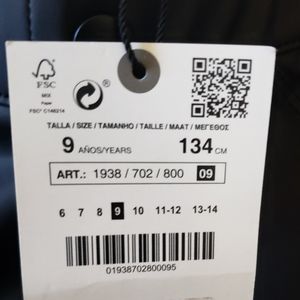 FSC
MIX
Paper
FSC® C146214
TALLA / SIZE / TAMANHO / TAILLE / MAAT / ΜΕΓΕΘΟΣ
9 AÑOS/YEARS 134 CM
ART.: 1938 / 702 / 800 09
6 7 8 9 10 11-12 13-14
01938702800095